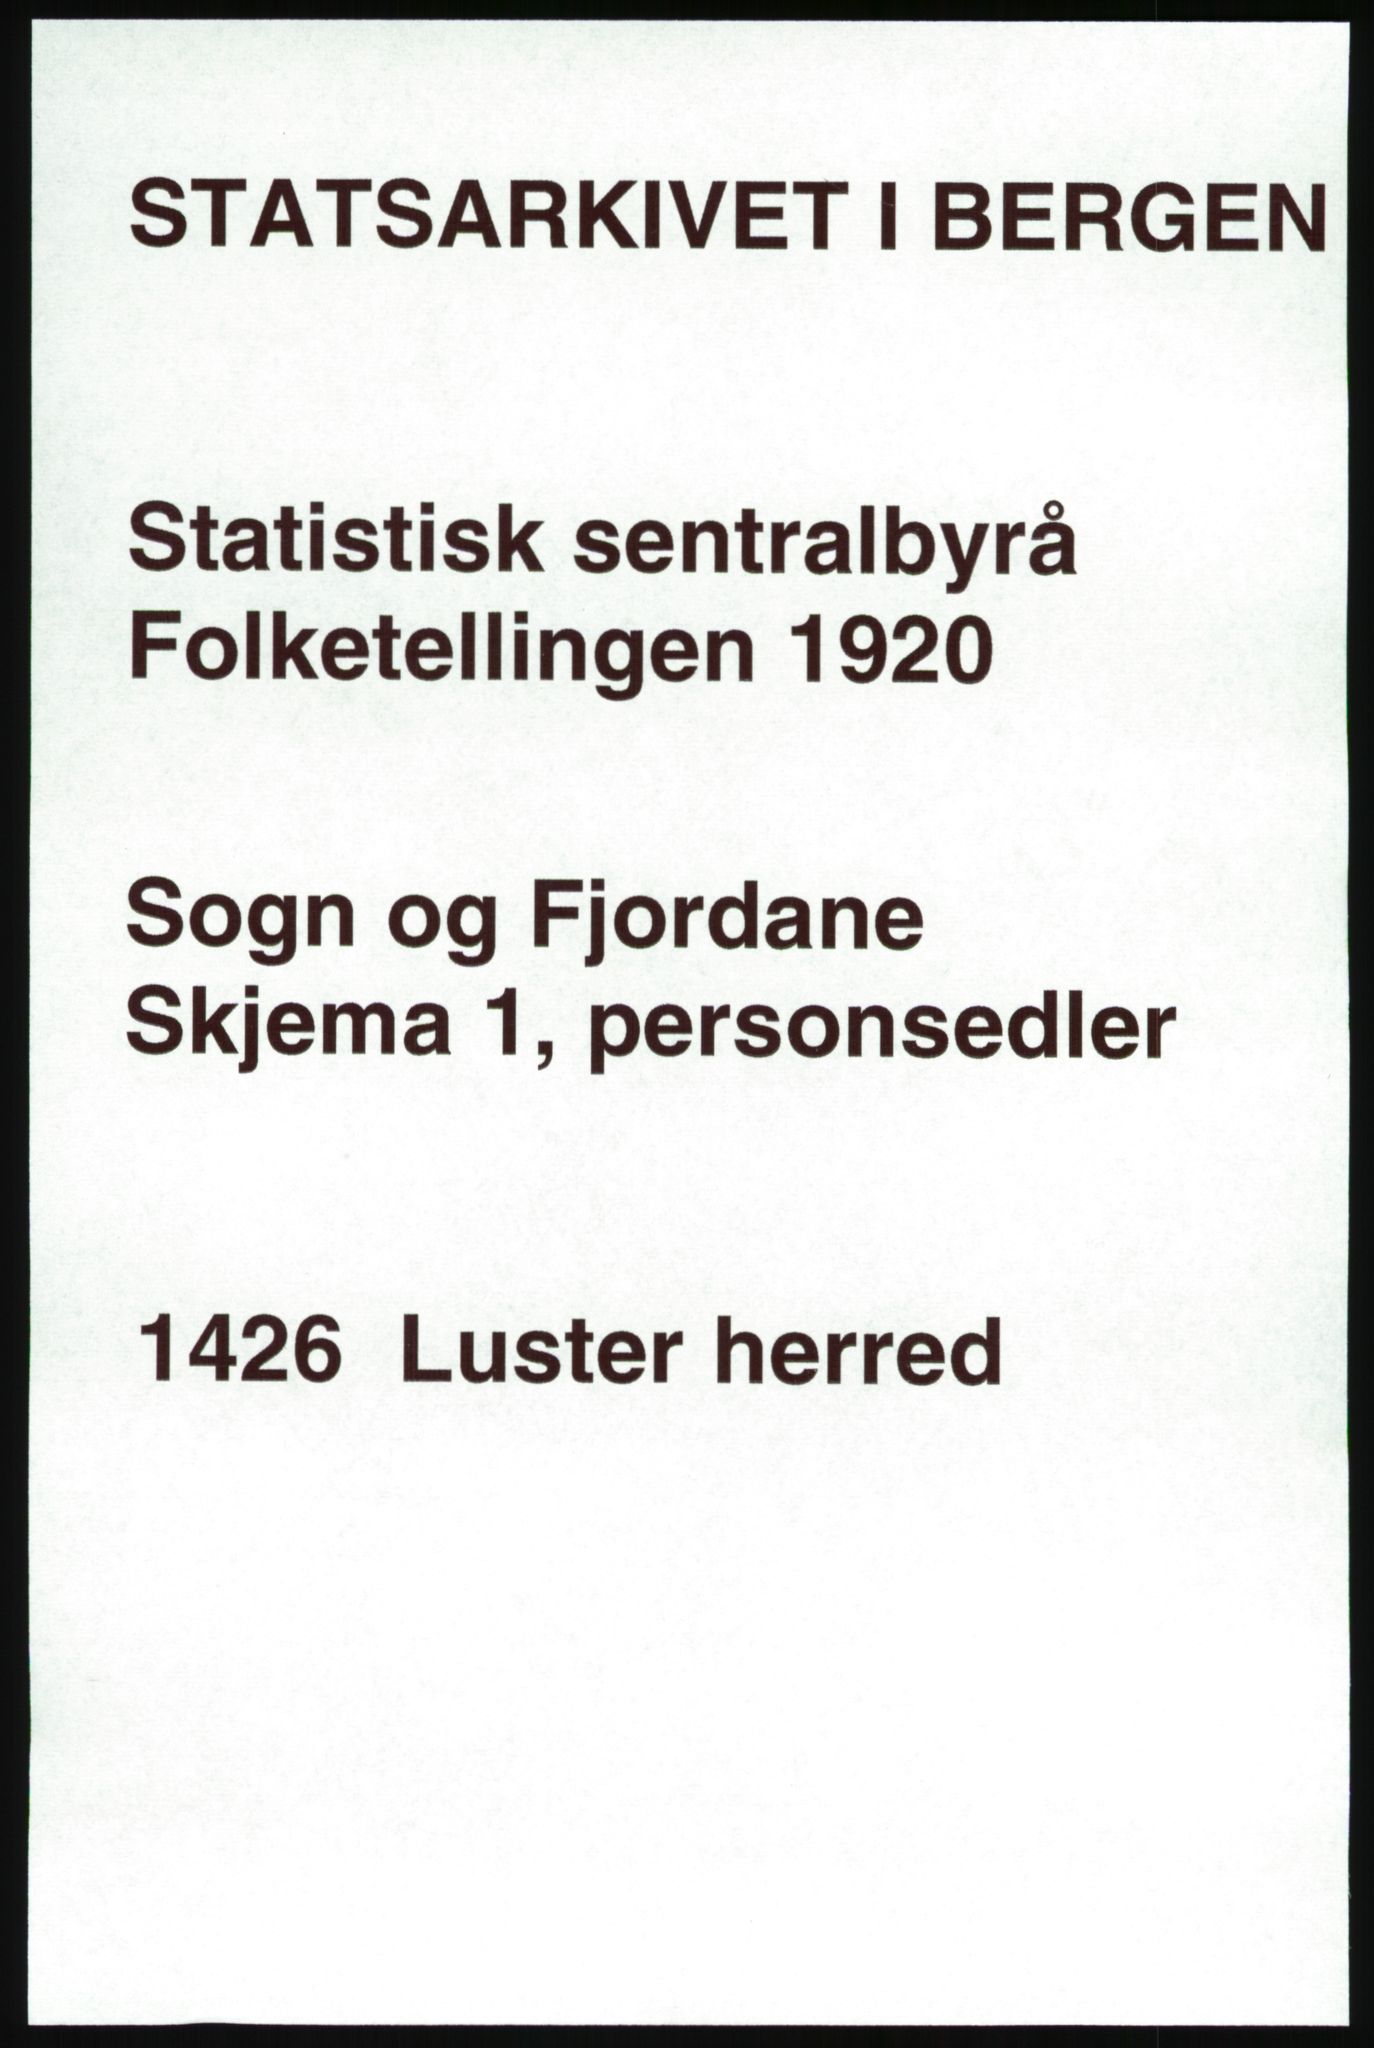 STATSARKIVET I BERGEN
Statistisk sentralbyrå
Folketellingen 1920
Sogn og Fjordane
Skjema 1, personsedler
1426 Luster herred